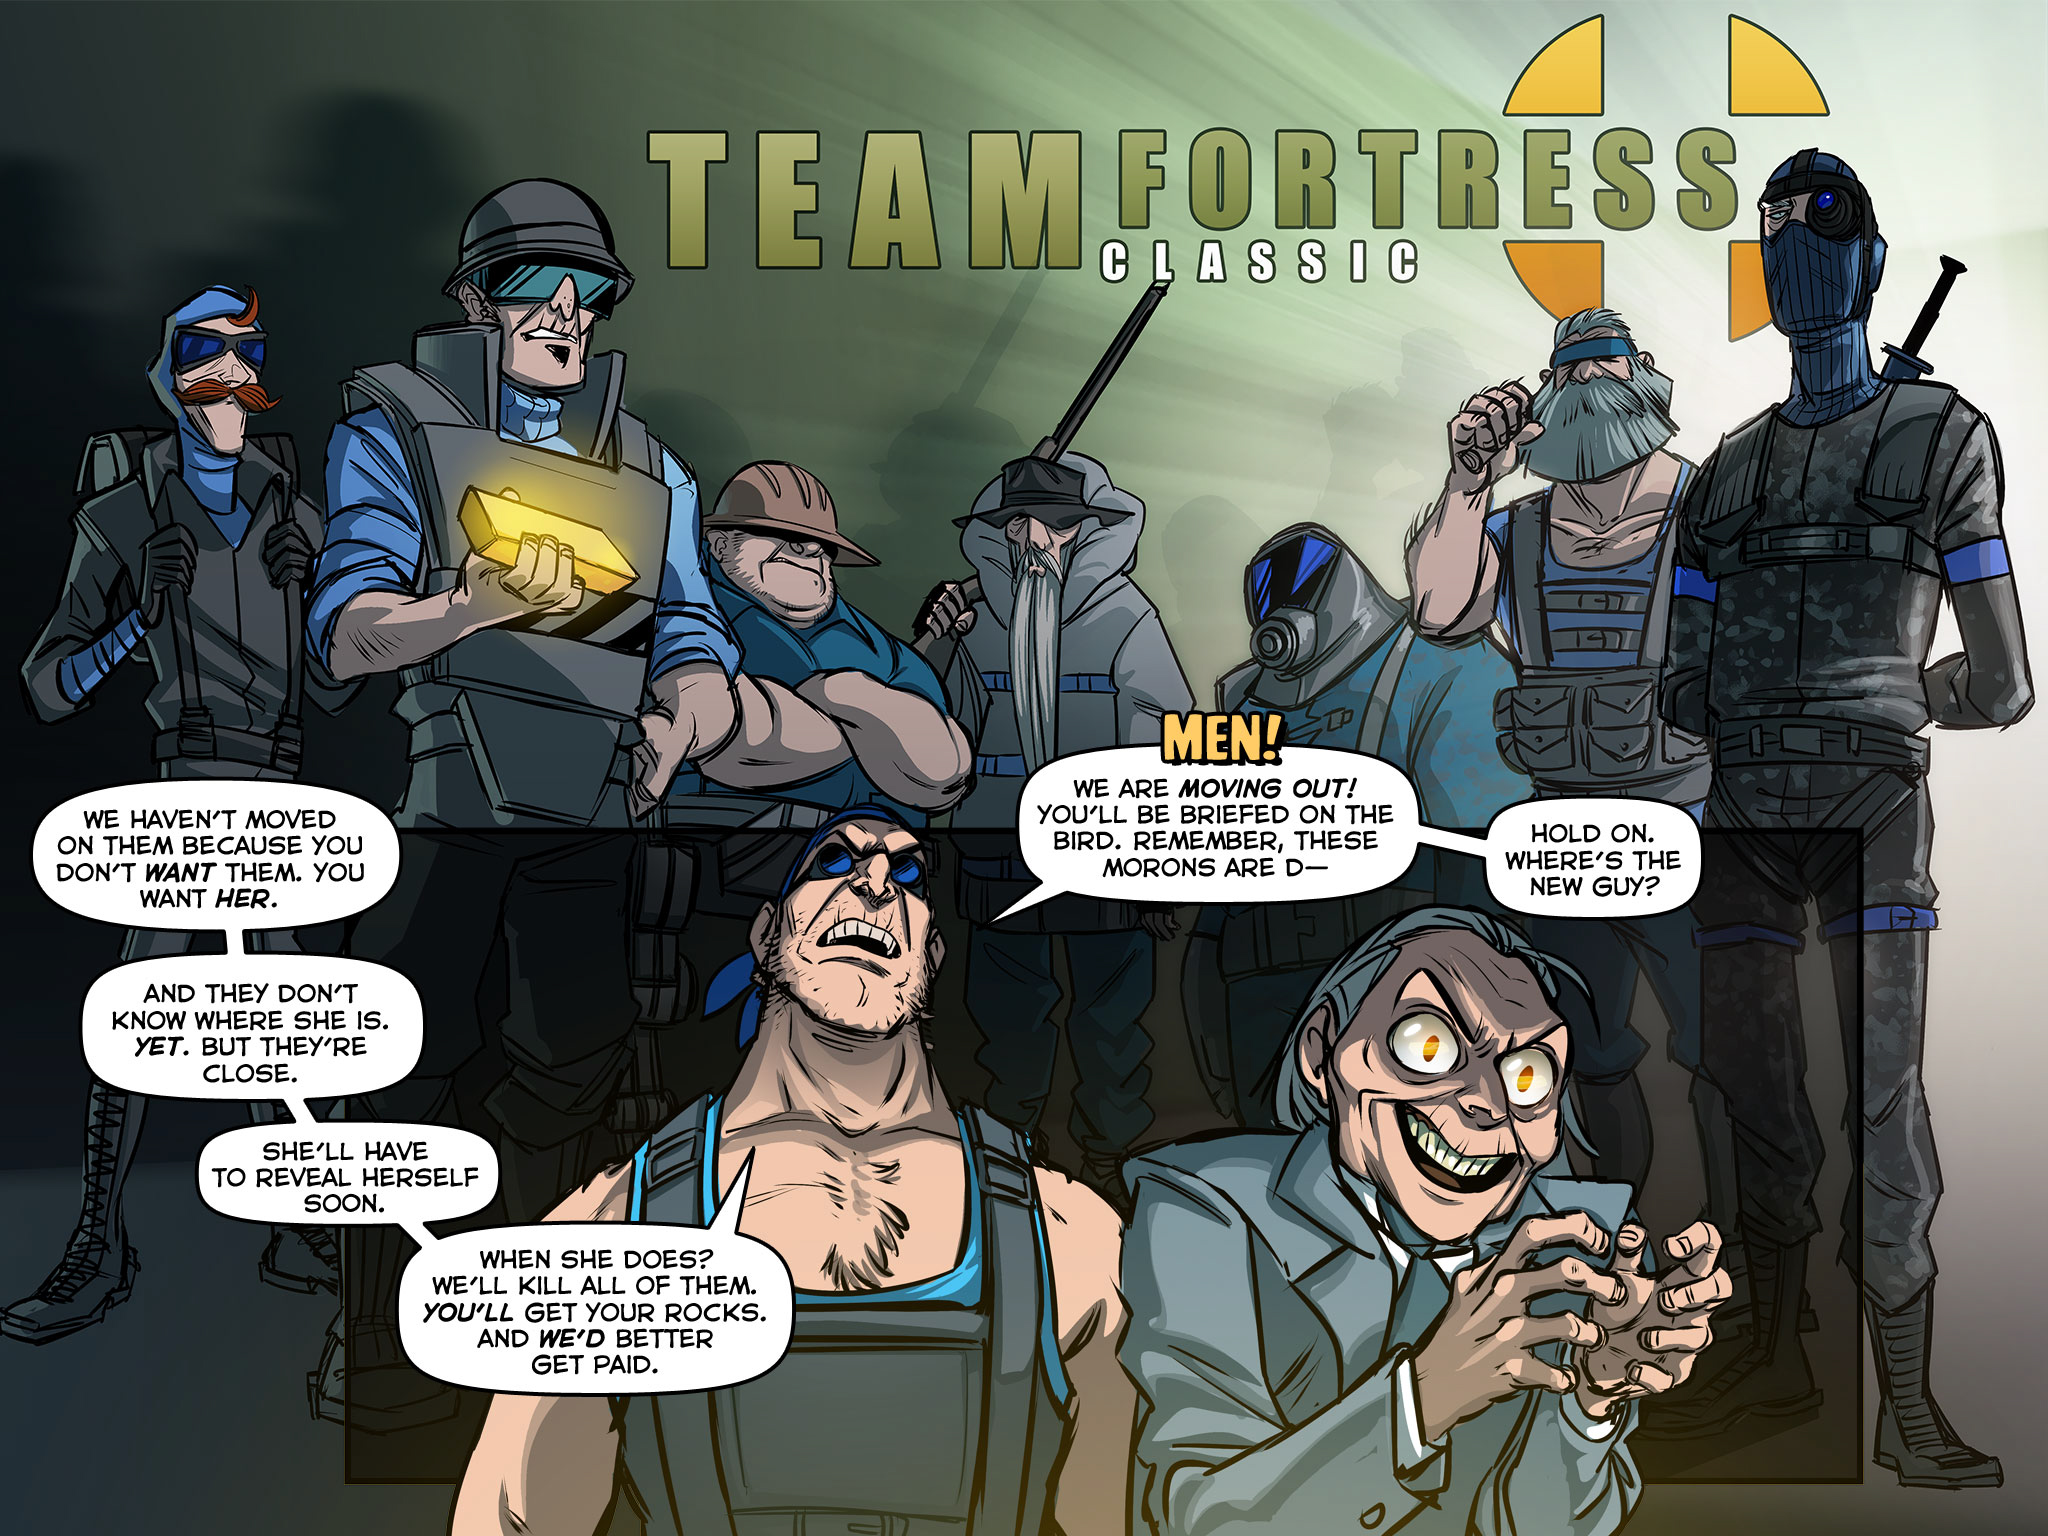 TEAM FORTRESS
CLASSIC
WE HAVEN'T MOVED
ON THEM BECAUSE YOU
DON'T WANT THEM. YOU
WANT HER.
AND THEY DON'T
KNOW WHERE SHE IS.
YET. BUT THEY'RE
CLOSE.
SHE'LL HAVE
TO REVEAL HERSELF
SOON.
WHEN SHE DOES?
WE'LL KILL ALL OF THEM.
YOU'LL GET YOUR ROCKS.
AND WE'D BETTER
GET PAID.
MEN!
WE ARE MOVING OUT!
YOU'LL BE BRIEFED ON THE
BIRD. REMEMBER, THESE
MORONS ARE D—
HOLD ON.
WHERE'S THE
NEW GUY?